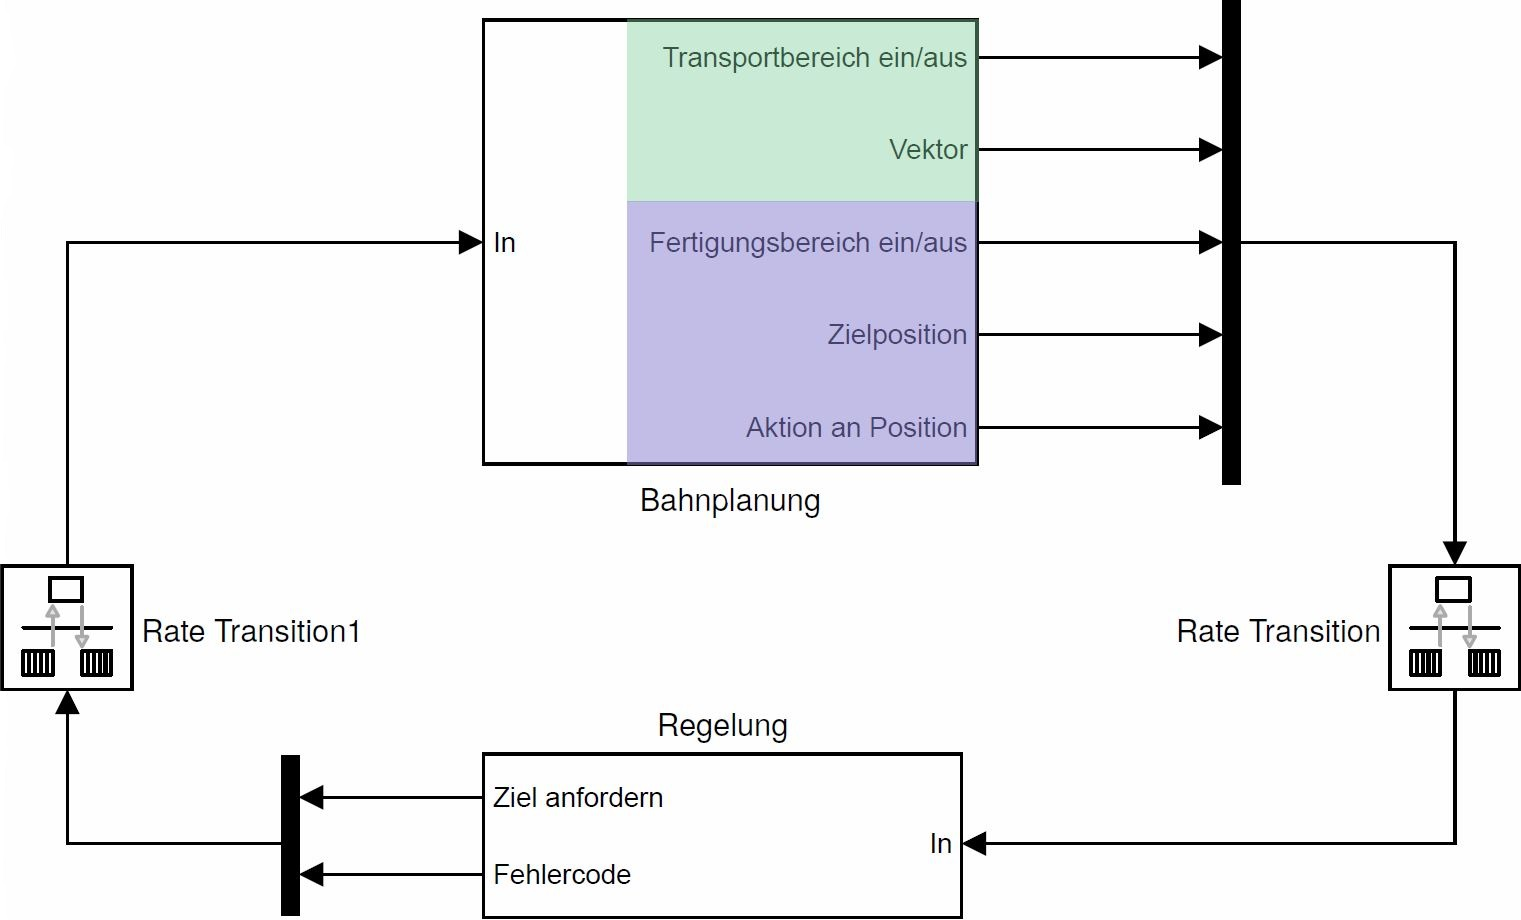 Transportbereich ein/aus
Vektor
In
Fertigungsbereich ein/aus
Zielposition
Aktion an Position
Bahnplanung
Rate Transition1
Rate Transition
Regelung
Ziel anfordern
In
Fehlercode